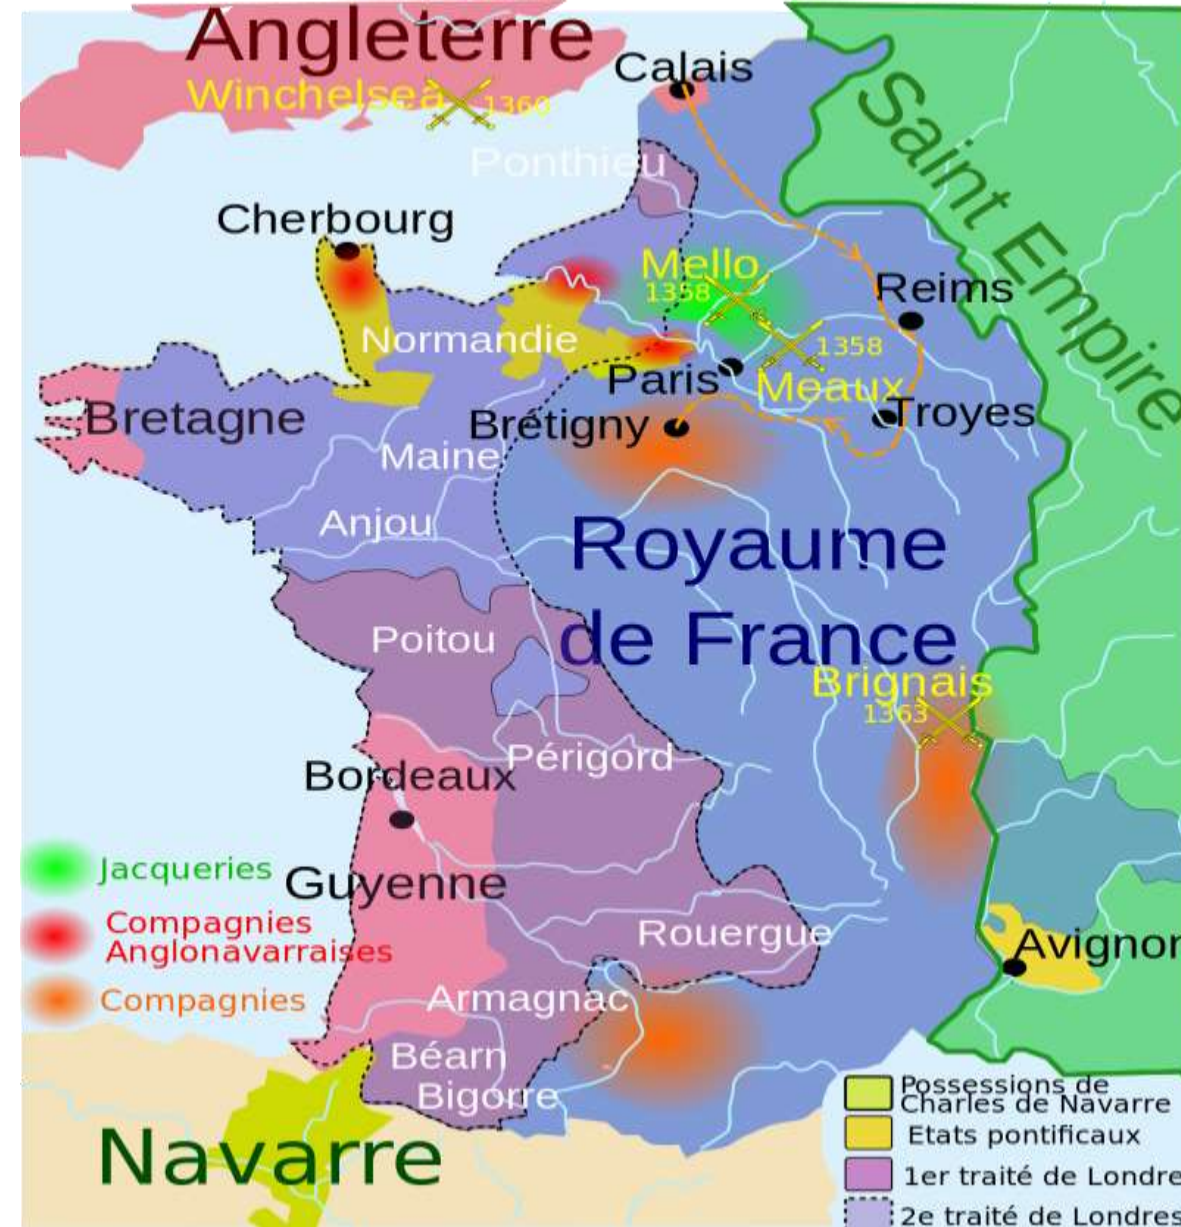 Angleterre
Winchelsea
1360
Calais
Saint Empire
Ponthieu
Cherbourg
Mello
1358
Reims
Normandie
1358
Paris
Meaux
Bretagne
Brétigny
Troyes
Maine
Anjou
Royaume
de France
Poitou
Brignais
1363
Périgord
Bordeaux
Jacqueries
Guyenne
Compagnies
Anglonavarraises
Rouergue
Avignon
Compagnies
Armagnac
Béarn
Bigorre
Navarre
Possessions de
Charles de Navarre
Etats pontificaux
1er traité de Londre
2e traité de Londres